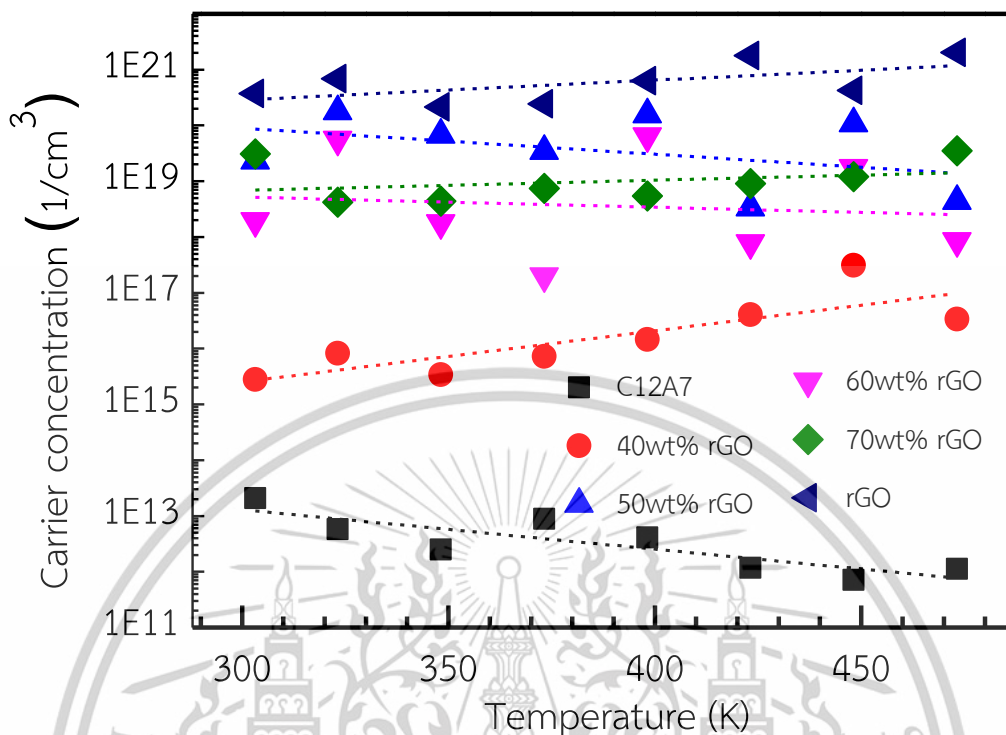 Carrier concentration (1/cm³)
1E21
1E19
1E17
1E15
1E13
1E11
C12A7
40wt% rGO
50wt% rGO
60wt% rGO
70wt% rGO
rGO
300 350 400 450
Temperature (K)